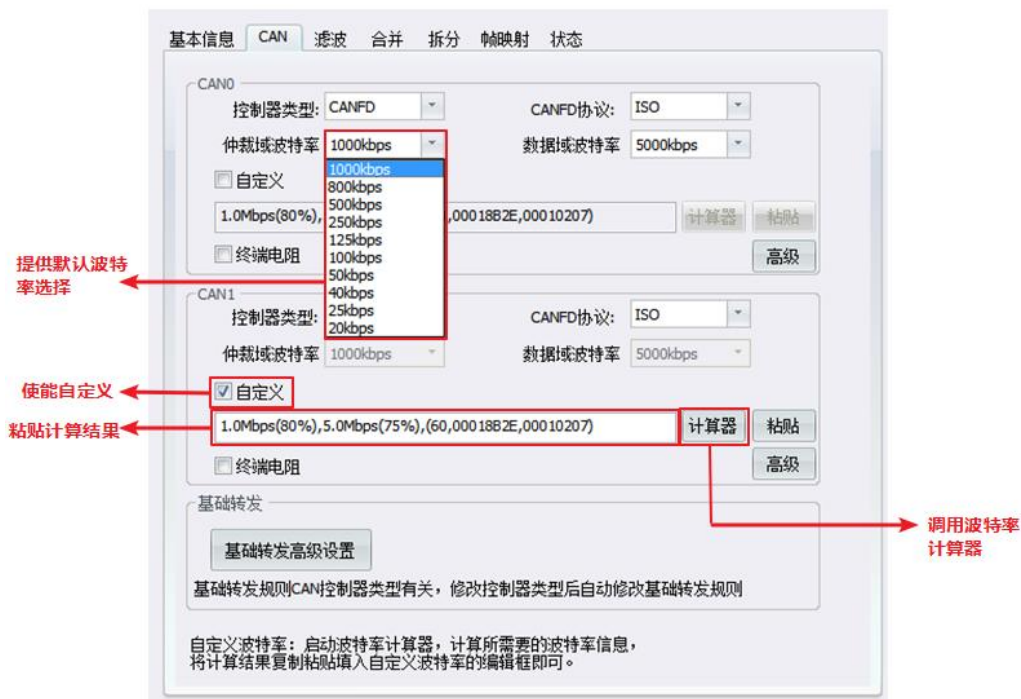 基本信息 CAN 滤波 合并 拆分 帧映射 状态
CAN0
控制器类型: CANFD CANFD协议: ISO
仲裁域波特率 1000kbps 数据域波特率 5000kbps
1000kbps
800kbps
500kbps
250kbps
125kbps
100kbps
50kbps
40kbps
25kbps
20kbps
自定义
1.0Mbps(80%), ,00018B2E,00010207) 计算器 粘贴
终端电阻 高级
提供默认波特
率选择
CAN1
控制器类型: CANFD协议: ISO
仲裁域波特率 1000kbps 数据域波特率 5000kbps
使能自定义 自定义
粘贴计算结果 1.0Mbps(80%),5.0Mbps(75%),(60,00018B2E,00010207) 计算器 粘贴
终端电阻 高级
基础转发
调用波特率
计算器
基础转发高级设置
基础转发规则CAN控制器类型有关，修改控制器类型后自动修改基础转发规则
自定义波特率：启动波特率计算器，计算所需要的波特率信息，
将计算结果复制粘贴填入自定义波特率的编辑框即可。